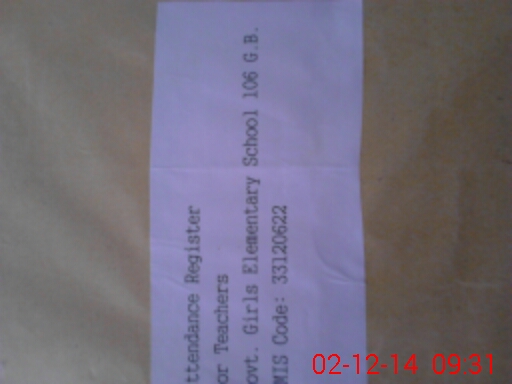 ttendance Register
or Teachers
ovt. Girls Elementary School 106 G.B.
MIS Code: 33120622
02-12-14 09:31